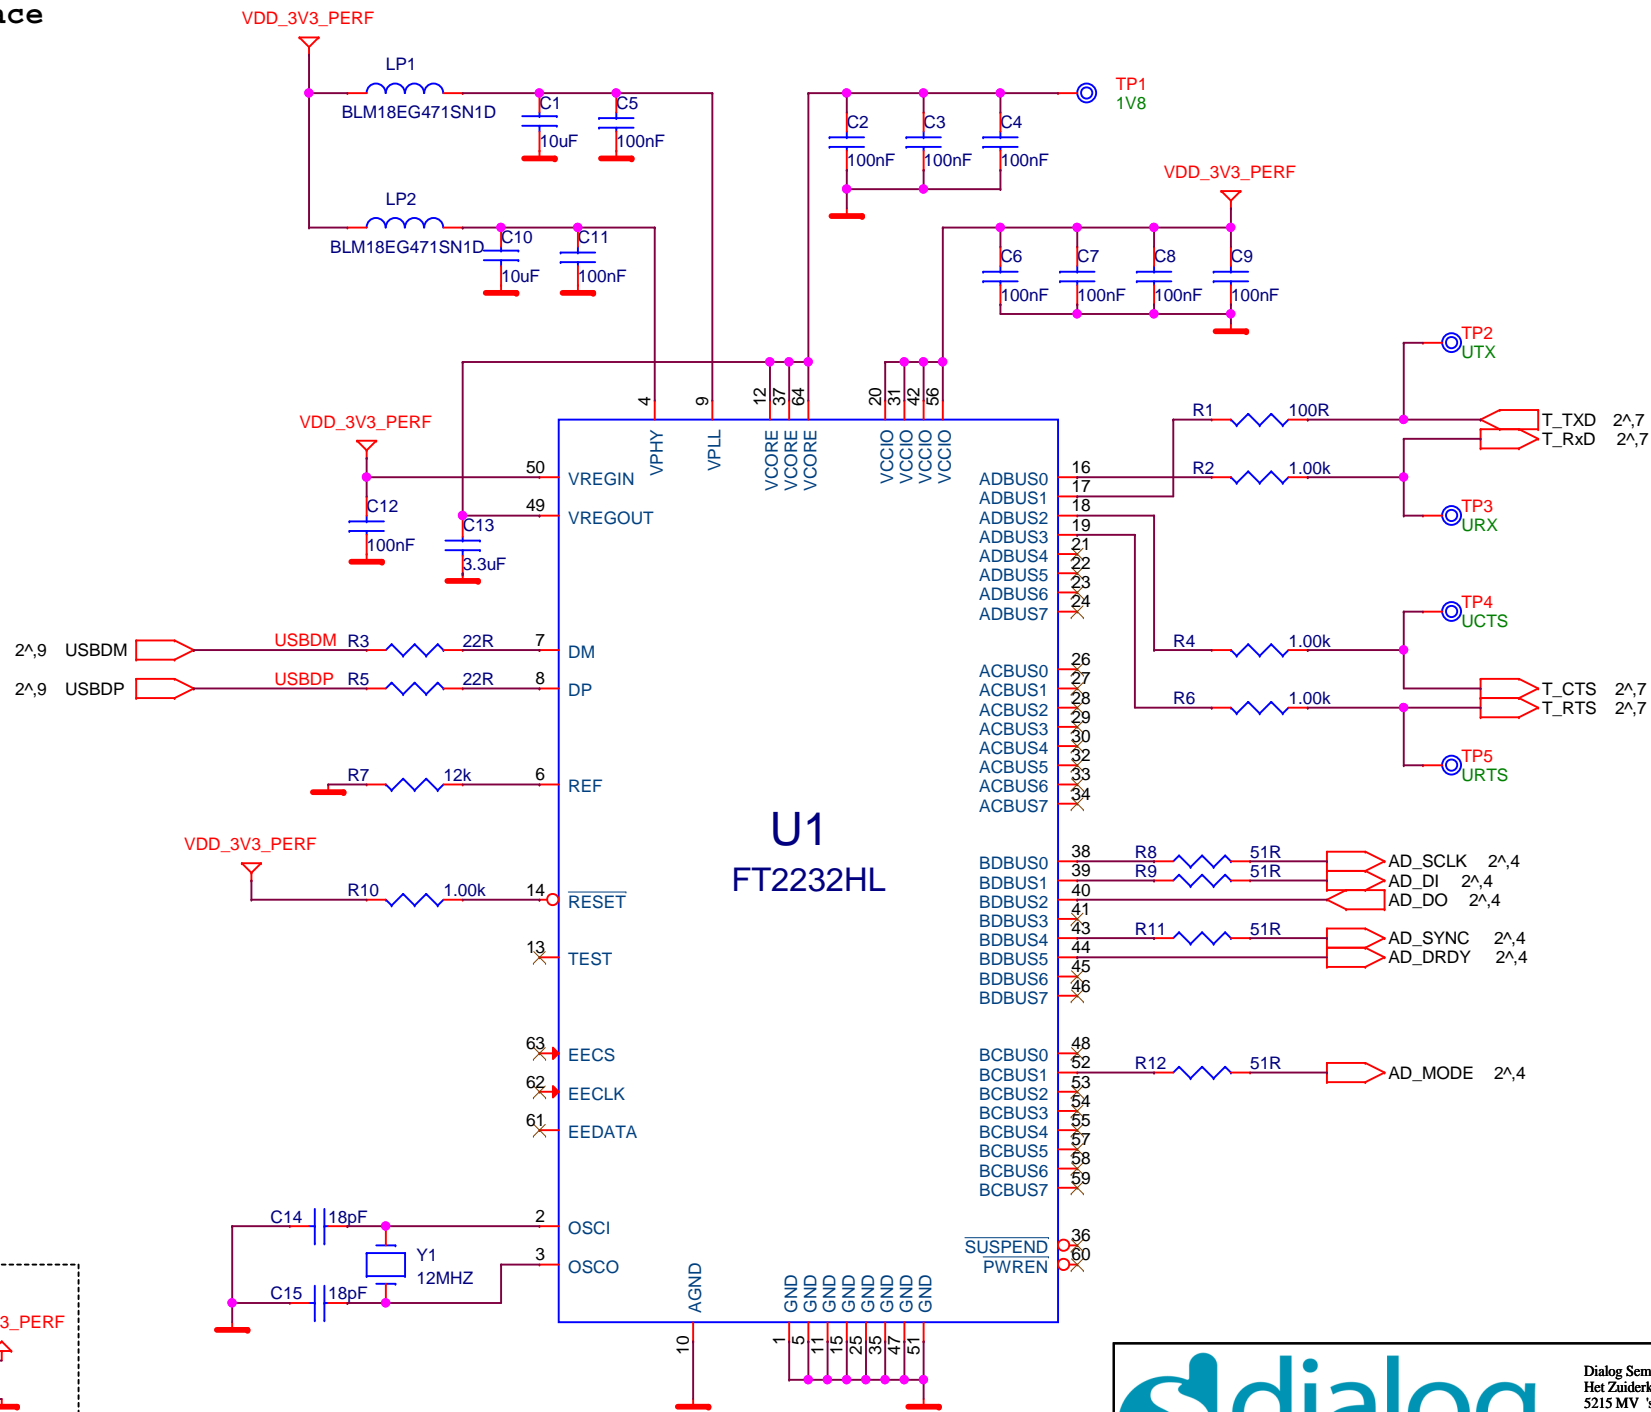 nce
VDD_3V3_PERF
LP1
BLM18EG471SN1D
C1
10uF
C5
100nF
LP2
BLM18EG471SN1D
C10
10uF
C11
100nF
C2
100nF
C3
100nF
C4
100nF
TP1
1V8
VDD_3V3_PERF
C6
100nF
C7
100nF
C8
100nF
C9
100nF
VDD_3V3_PERF
C12
100nF
C13
3.3uF
4 VPHY
9 VPLL
12 VCORE
37 VCORE
64 VCORE
20 VCCIO
31 VCCIO
42 VCCIO
56 VCCIO
50 VREGIN
49 VREGOUT
2^,9 USBDM USBDM R3 22R 7 DM
2^,9 USBDP USBDP R5 22R 8 DP
R7 12k 6 REF
VDD_3V3_PERF
R10 1.00k 14 RESET
13 TEST
63 EECS
62 EECLK
61 EEDATA
C14 18pF 2 OSCI
Y1
12MHZ
3 OSCO
C15 18pF
U1
FT2232HL
ADBUS0 16 R2 1.00k
ADBUS1 17 R1 100R
ADBUS2 18 R4 1.00k
ADBUS3 19 R6 1.00k
ADBUS4 21
ADBUS5 22
ADBUS6 23
ADBUS7 24
TP2
UTX
T_TXD 2^,7
T_RxD 2^,7
TP3
URX
TP4
UCTS
T_CTS 2^,7
T_RTS 2^,7
TP5
URTS
ACBUS0 26
ACBUS1 27
ACBUS2 28
ACBUS3 29
ACBUS4 30
ACBUS5 32
ACBUS6 33
ACBUS7 34
BDBUS0 38 R8 51R AD_SCLK 2^,4
BDBUS1 39 R9 51R AD_DI 2^,4
BDBUS2 40 AD_DO 2^,4
BDBUS3 41
BDBUS4 43 R11 51R AD_SYNC 2^,4
BDBUS5 44 AD_DRDY 2^,4
BDBUS6 45
BDBUS7 46
BCBUS0 48
BCBUS1 52 R12 51R AD_MODE 2^,4
BCBUS2 53
BCBUS3 54
BCBUS4 55
BCBUS5 57
BCBUS6 58
BCBUS7 59
SUSPEND 36
PWREN 60
AGND 10
GND 1
GND 5
GND 11
GND 15
GND 25
GND 35
GND 47
GND 51
3_PERF
dialog
Dialog Sem
Het Zuiderk
5215 MV